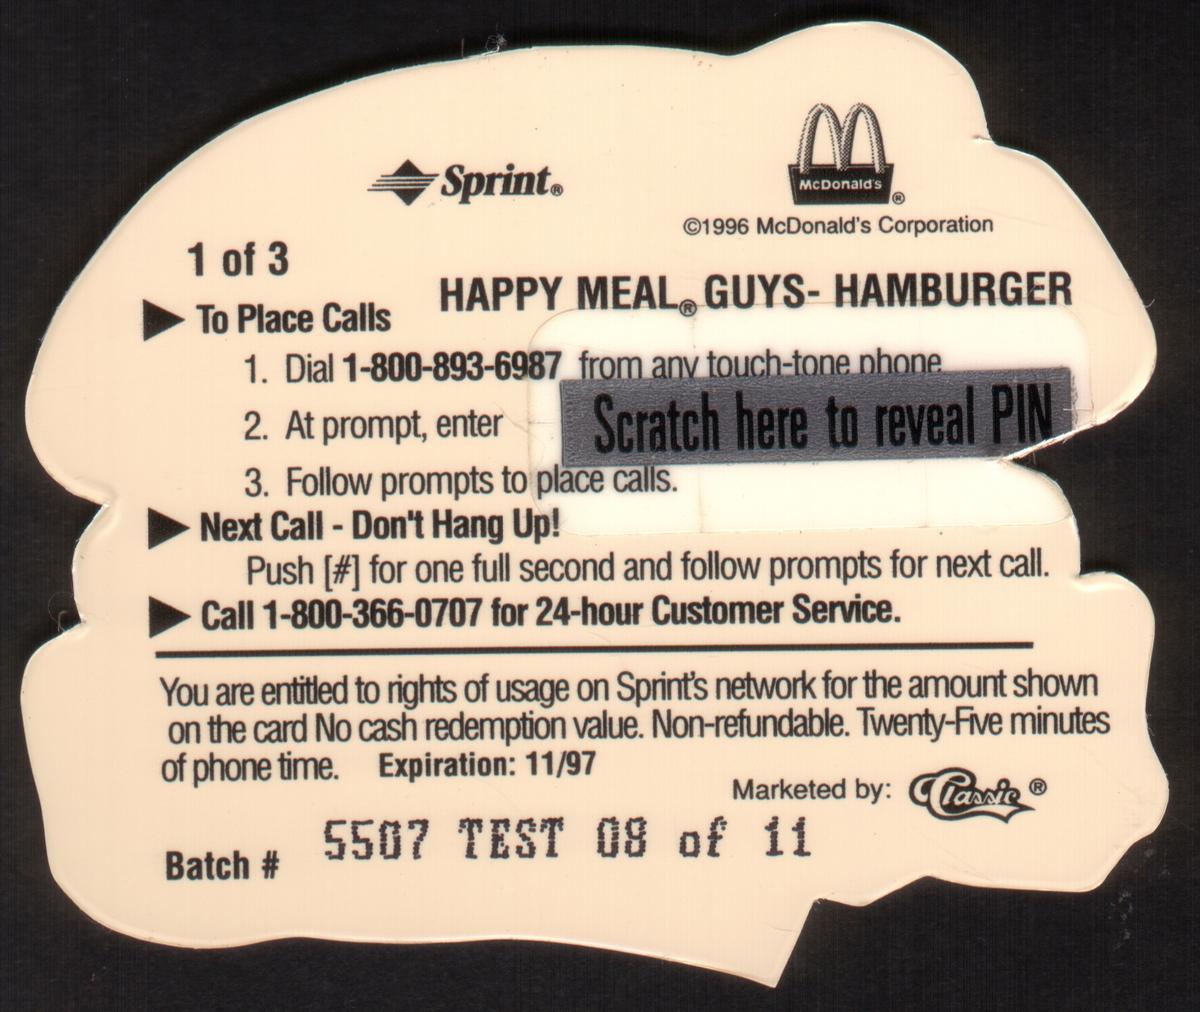 Sprint®
McDonald's ®
©1996 McDonald's Corporation
1 of 3
HAPPY MEAL® GUYS- HAMBURGER
To Place Calls
1. Dial 1-800-893-6987 from any touch-tone phone
2. At prompt, enter
Scratch here to reveal PIN
3. Follow prompts to place calls.
Next Call - Don't Hang Up!
Push [#] for one full second and follow prompts for next call.
Call 1-800-366-0707 for 24-hour Customer Service.
You are entitled to rights of usage on Sprint's network for the amount shown
on the card No cash redemption value. Non-refundable. Twenty-Five minutes
of phone time. Expiration: 11/97
Marketed by: Classic ®
Batch # 5507 TEST 08 of 11